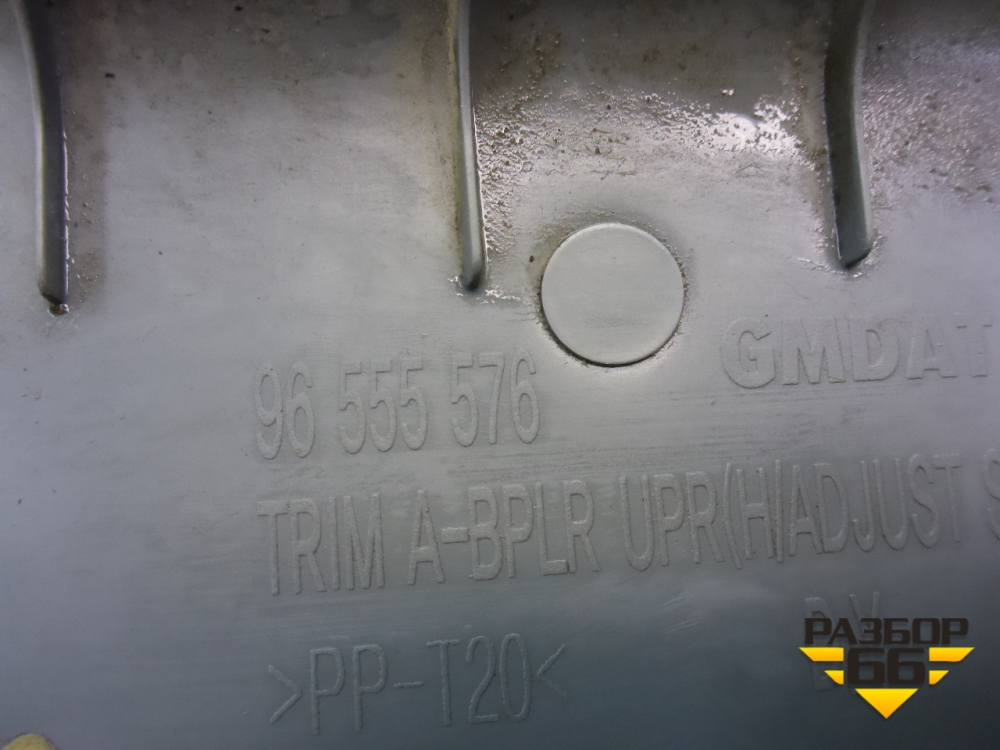 GMDAT
96 555 576
TRIM A-BPLR UPR(H)ADJUST
>PP-T20<
РАЗБОР
66